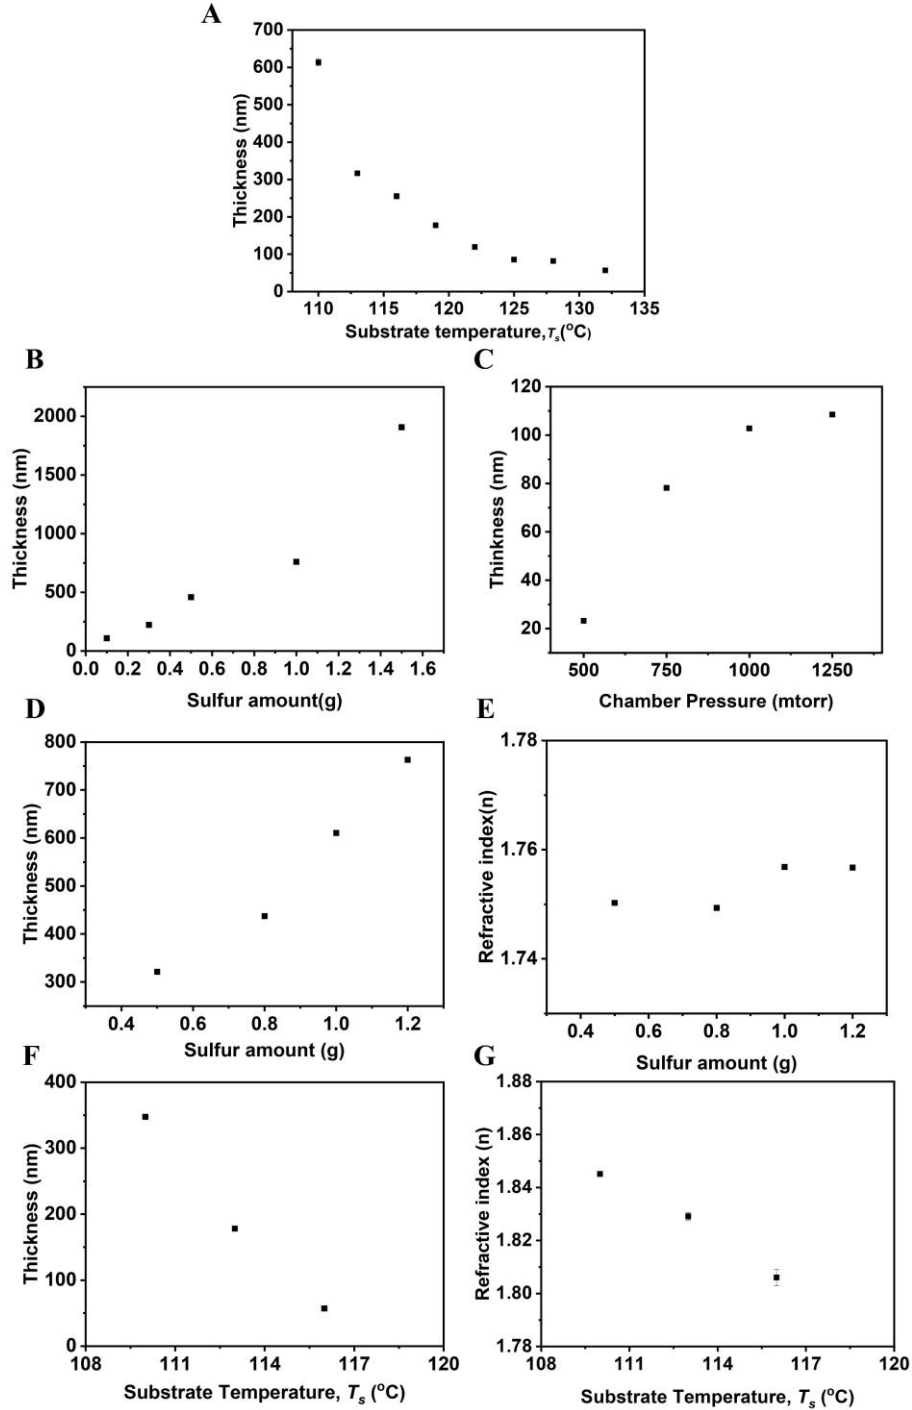 A
700
600
500
400
300
200
100
0
Thickness (nm)
110 115 120 125 130 135
Substrate temperature,Ts(oC)
B
2000
1500
1000
500
0
Thickness (nm)
0.0 0.2 0.4 0.6 0.8 1.0 1.2 1.4 1.6
Sulfur amount(g)
C
120
100
80
60
40
20
Thinkness (nm)
500 750 1000 1250
Chamber Pressure (mtorr)
D
800
700
600
500
400
300
Thickness (nm)
0.4 0.6 0.8 1.0 1.2
Sulfur amount (g)
E
1.78
1.76
1.74
Refractive index(n)
0.4 0.6 0.8 1.0 1.2
Sulfur amount (g)
F
400
300
200
100
0
Thickness (nm)
108 111 114 117 120
Substrate Temperature, Ts (oC)
G
1.88
1.86
1.84
1.82
1.80
1.78
Refractive index (n)
108 111 114 117 120
Substrate Temperature, Ts (oC)